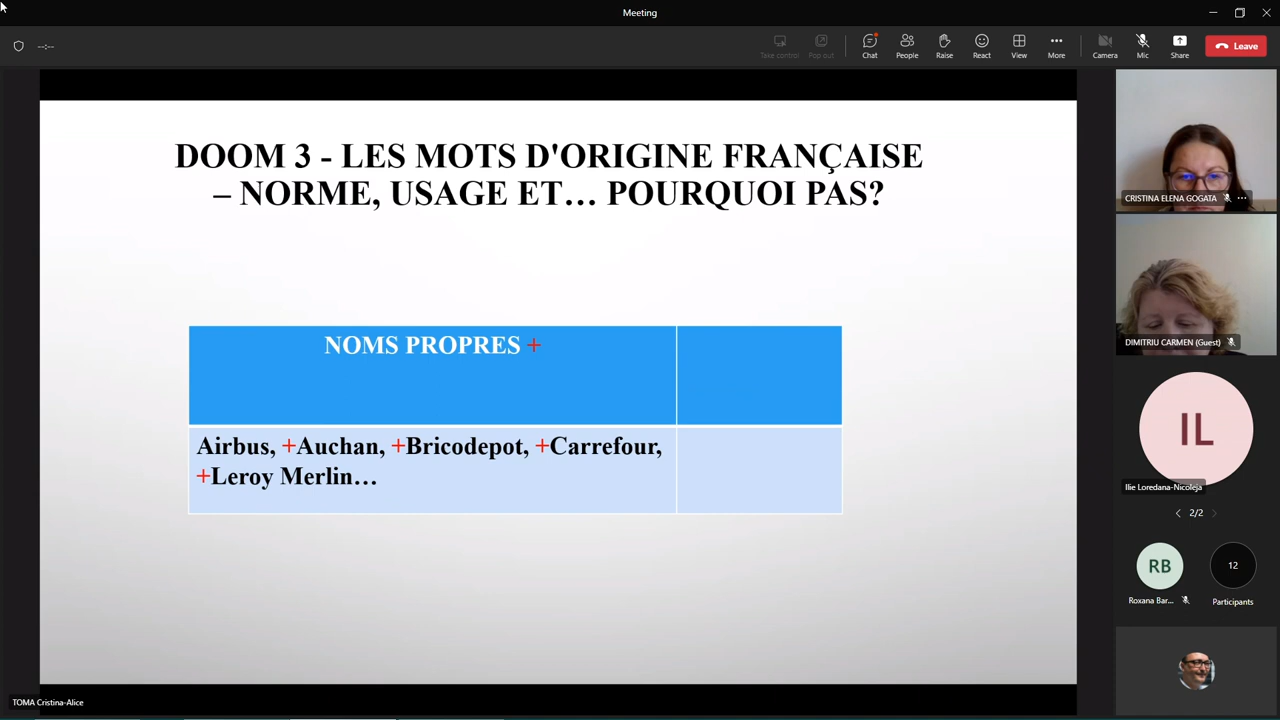 Meeting
--:--
Take control
Pop out
Chat
People
Raise
React
View
More
Camera
Mic
Share
Leave
DOOM 3 - LES MOTS D'ORIGINE FRANÇAISE
– NORME, USAGE ET… POURQUOI PAS?
NOMS PROPRES +
Airbus, +Auchan, +Bricodepot, +Carrefour,
+Leroy Merlin…
CRISTINA ELENA GOGATA
DIMITRIU CARMEN (Guest)
IL
Ilie Loredana-Nicoleta
2/2
RB
12
Roxana Bar...
Participants
TOMA Cristina-Alice